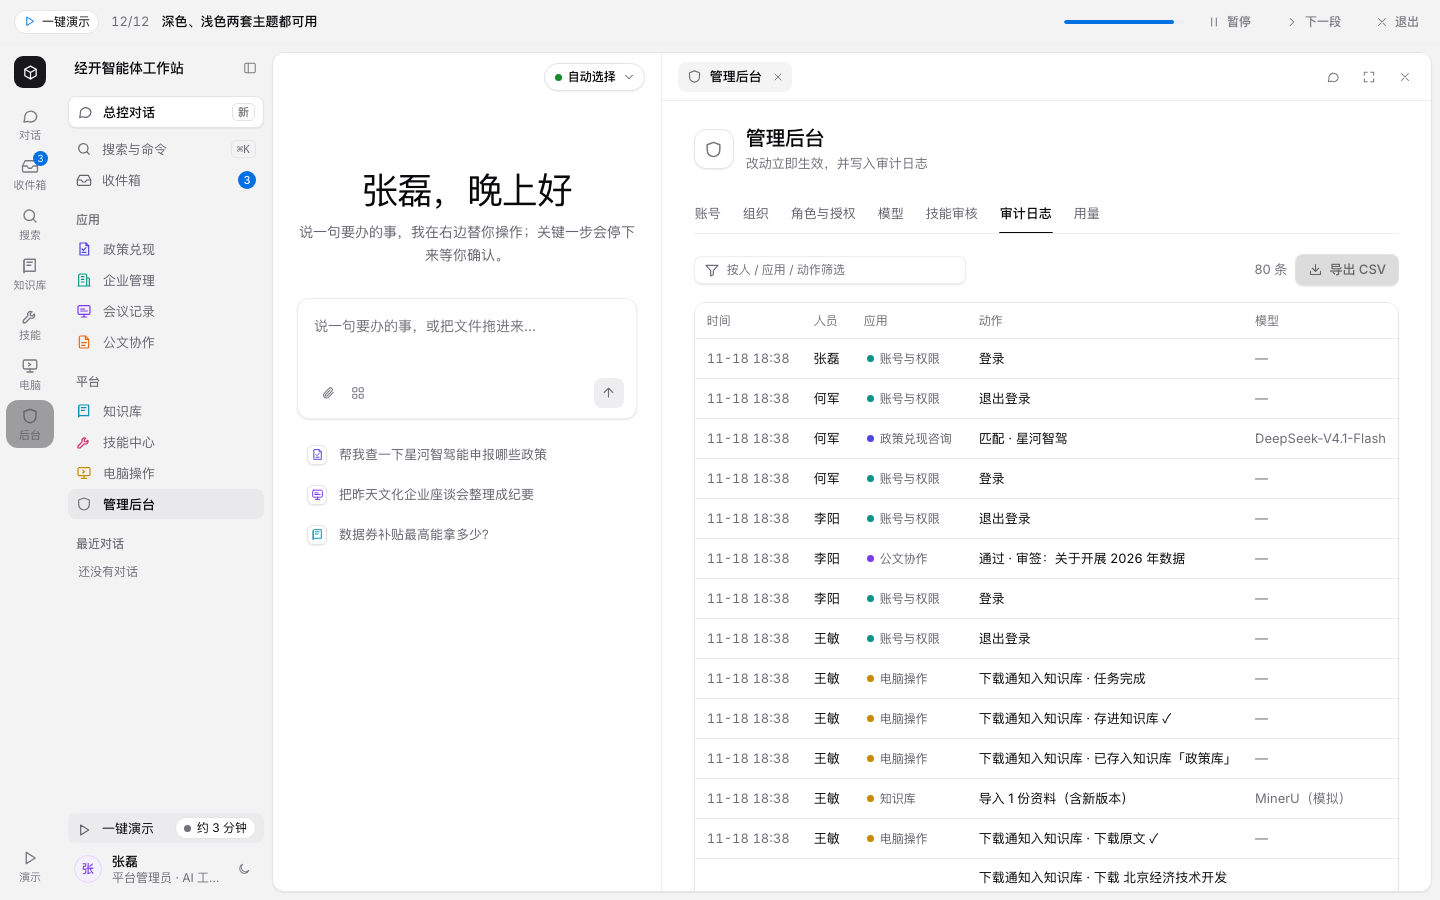 一键演示
12/12
深色、浅色两套主题都可用
暂停
下一段
退出
对话
3
收件箱
搜索
知识库
技能
电脑
后台
演示
经开智能体工作站
总控对话
新
搜索与命令
⌘K
收件箱
3
应用
政策兑现
企业管理
会议记录
公文协作
平台
知识库
技能中心
电脑操作
管理后台
最近对话
还没有对话
一键演示
约 3 分钟
张
张磊
平台管理员 · AI 工...
自动选择
张磊，晚上好
说一句要办的事，我在右边替你操作；关键一步会停下
来等你确认。
说一句要办的事，或把文件拖进来...
帮我查一下星河智驾能申报哪些政策
把昨天文化企业座谈会整理成纪要
数据券补贴最高能拿多少？
管理后台
管理后台
改动立即生效，并写入审计日志
账号 组织 角色与授权 模型 技能审核 审计日志 用量
按人 / 应用 / 动作筛选
80 条
导出 CSV
时间 人员 应用 动作 模型
11-18 18:38 张磊 账号与权限 登录 —
11-18 18:38 何军 账号与权限 退出登录 —
11-18 18:38 何军 政策兑现咨询 匹配 · 星河智驾 DeepSeek-V4.1-Flash
11-18 18:38 何军 账号与权限 登录 —
11-18 18:38 李阳 账号与权限 退出登录 —
11-18 18:38 李阳 公文协作 通过 · 审签：关于开展 2026 年数据 —
11-18 18:38 李阳 账号与权限 登录 —
11-18 18:38 王敏 账号与权限 退出登录 —
11-18 18:38 王敏 电脑操作 下载通知入知识库 · 任务完成 —
11-18 18:38 王敏 电脑操作 下载通知入知识库 · 存进知识库 ✓ —
11-18 18:38 王敏 电脑操作 下载通知入知识库 · 已存入知识库「政策库」 —
11-18 18:38 王敏 知识库 导入 1 份资料（含新版本） MinerU（模拟）
11-18 18:38 王敏 电脑操作 下载通知入知识库 · 下载原文 ✓ —
下载通知入知识库 · 下载 北京经济技术开发